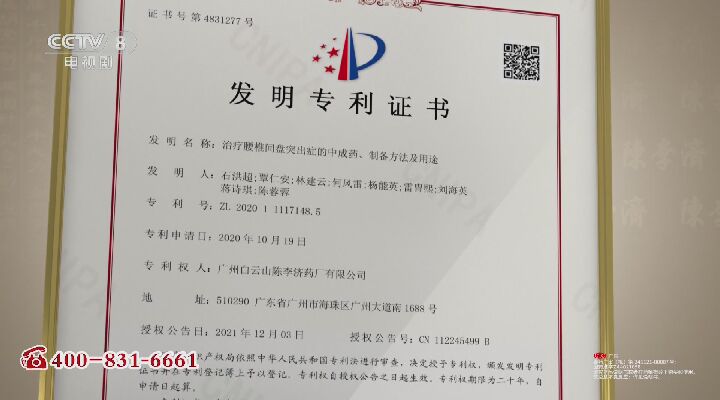 证书号第4831277号
CCTV 8
电视剧
发明专利证书
发明名称：治疗腰椎间盘突出症的中成药、制备方法及用途
发明人：石洪超;覃仁安;林建云;何风雷;杨能英;雷胄熙;刘海英
蒋诗琪;陈蓉蓉
专利号：ZL 2020 1 1117148.5
专利申请日：2020年10月19日
专利权人：广州白云山陈李济药厂有限公司
地址：510290 广东省广州市海珠区广州大道南1688号
授权公告日：2021年12月03日 授权公告号：CN 112245499 B
400-831-6661
识产权局依照中华人民共和国专利法进行审查，决定授予专利权，颁发发明专利
证书并在专利登记簿上予以登记。专利权自授权公告之日起生效。专利权期限为二十年，自
申请日起算。
陈李济